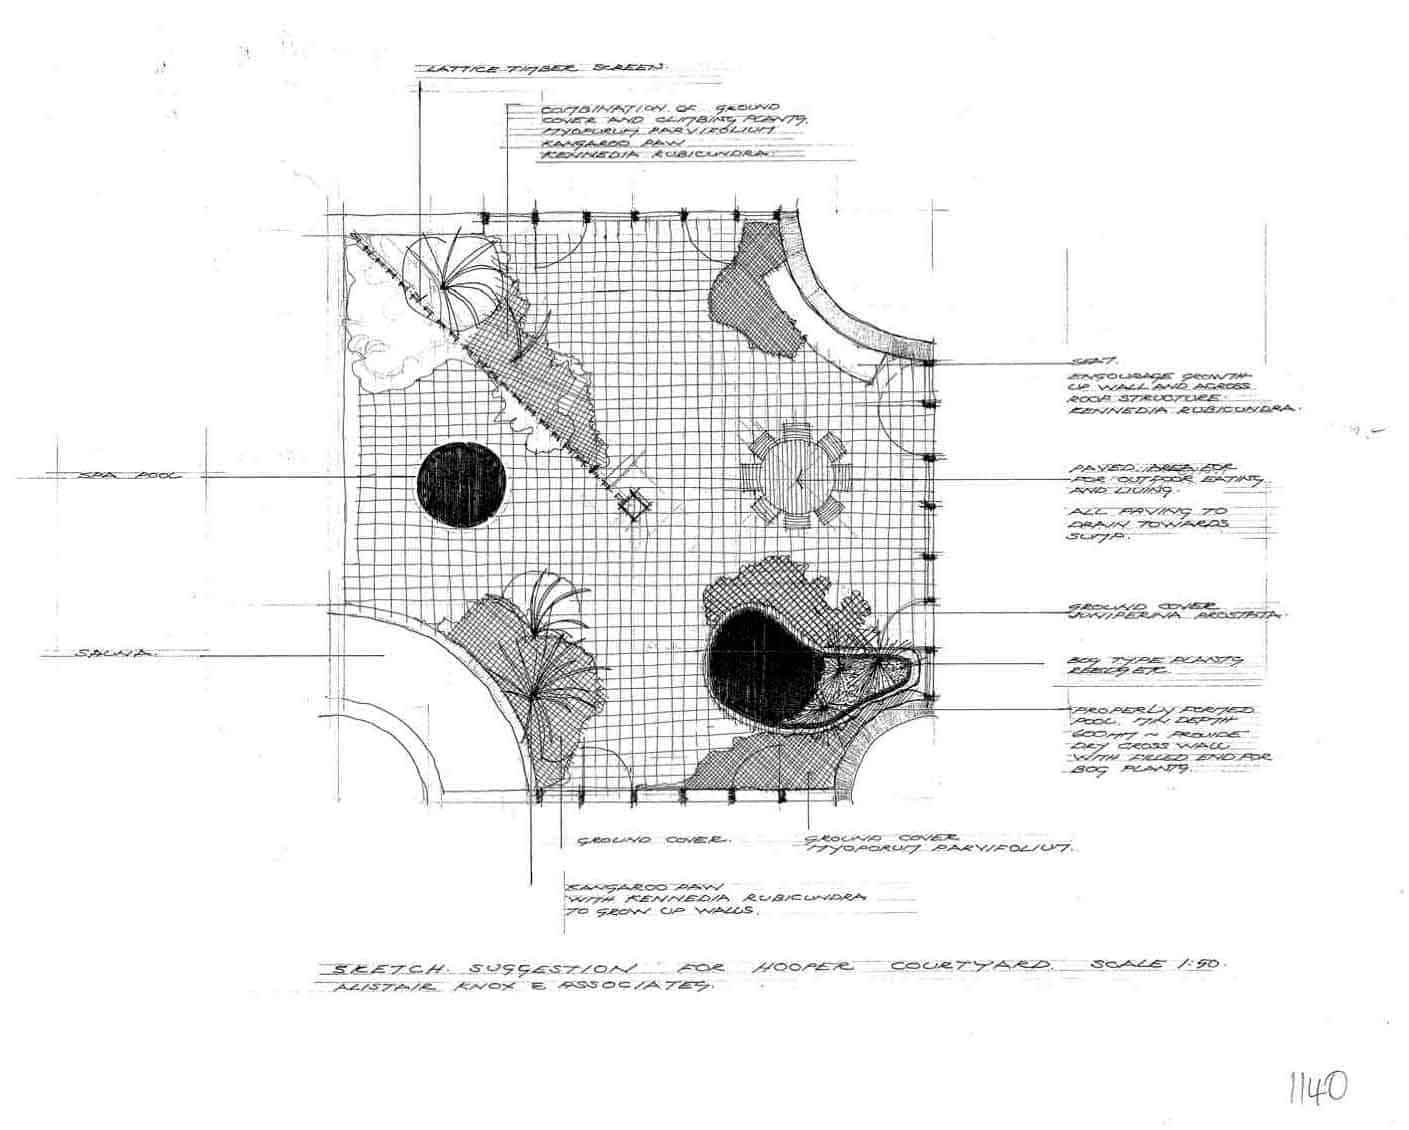 LATTICE TIMBER SCREEN.
COMBINATION OF GROUND
COVER AND CLIMBING PLANTS.
MYOPORUM PARVIFOLIUM
KANGAROO PAW
KENNEDIA RUBICUNDRA.
SEAT.
ENCOURAGE GROWTH
UP WALL AND ACROSS
ROOF STRUCTURE.
KENNEDIA RUBICUNDRA.
SPA POOL
PAVED AREA FOR
FOR OUTDOOR EATING
AND LIVING.
ALL PAVING TO
DRAIN TOWARDS
SUMP.
GROUND COVER
JUNIPERINA PROSTATA.
SAUNA.
BOG TYPE PLANTS
REEDS ETC.
PROPERLY FORMED
POOL. MIN DEPTH
600MM ~ PROVIDE
DRY CROSS WALL
WITH FILLED END FOR
BOG PLANTS.
GROUND COVER.
GROUND COVER
MYOPORUM PARVIFOLIUM.
KANGAROO PAW
WITH KENNEDIA RUBICUNDRA
TO GROW UP WALLS.
SKETCH SUGGESTION FOR HOOPER COURTYARD. SCALE 1:50.
ALISTAIR KNOX & ASSOCIATES.
1140